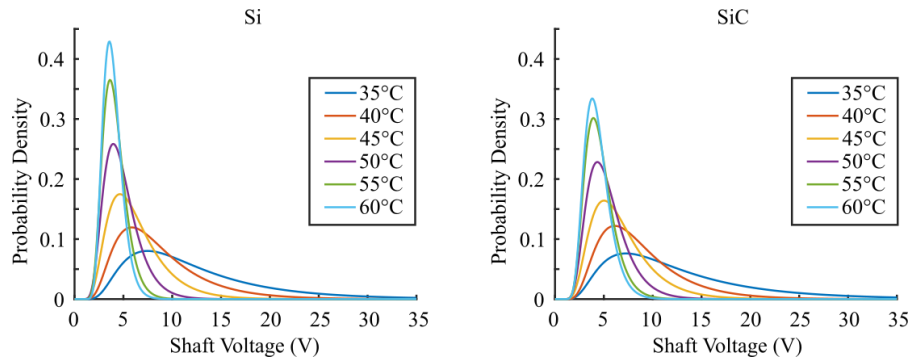 Si
Probability Density
0.4
0.3
0.2
0.1
0
0 5 10 15 20 25 30 35
Shaft Voltage (V)
35°C
40°C
45°C
50°C
55°C
60°C
SiC
Probability Density
0.4
0.3
0.2
0.1
0
0 5 10 15 20 25 30 35
Shaft Voltage (V)
35°C
40°C
45°C
50°C
55°C
60°C